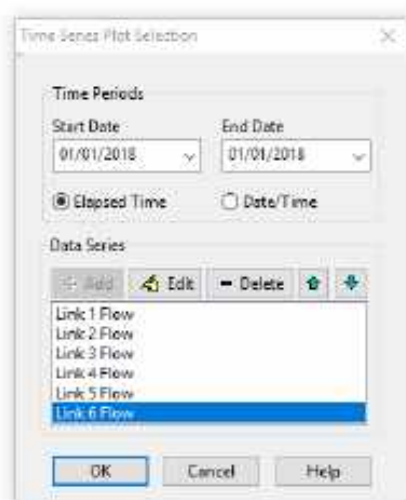 Time Series Plot Selection
Time Periods
Start Date End Date
01/01/2018 01/01/2018
Elapsed Time Date/Time
Data Series
Add Edit Delete
Link 1 Flow
Link 2 Flow
Link 3 Flow
Link 4 Flow
Link 5 Flow
Link 6 Flow
OK Cancel Help